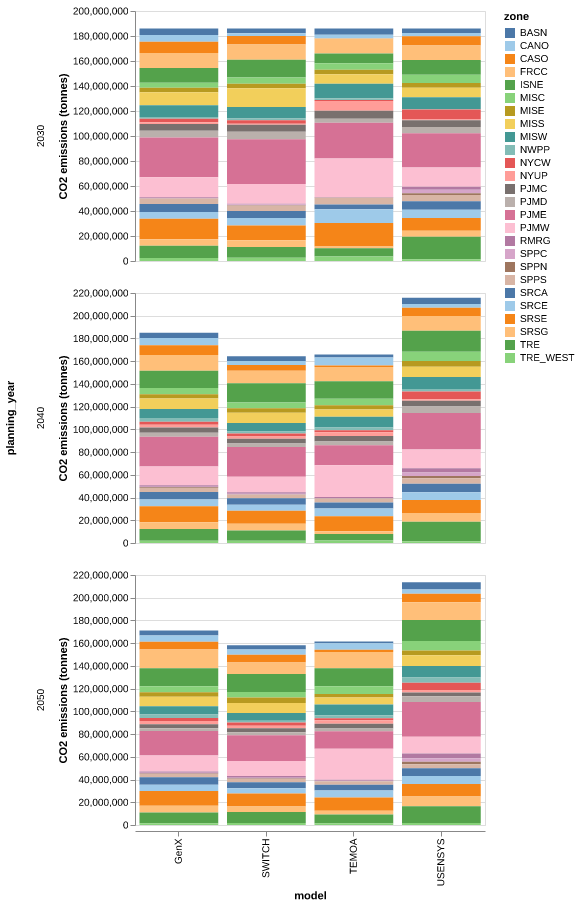 200,000,000
180,000,000
160,000,000
140,000,000
120,000,000
100,000,000
80,000,000
60,000,000
40,000,000
20,000,000
0
CO2 emissions (tonnes)
2030
220,000,000
200,000,000
180,000,000
160,000,000
140,000,000
120,000,000
100,000,000
80,000,000
60,000,000
40,000,000
20,000,000
0
CO2 emissions (tonnes)
2040
planning_year
220,000,000
200,000,000
180,000,000
160,000,000
140,000,000
120,000,000
100,000,000
80,000,000
60,000,000
40,000,000
20,000,000
0
CO2 emissions (tonnes)
2050
GenX
SWITCH
TEMOA
USENSYS
model
zone
BASN
CANO
CASO
FRCC
ISNE
MISC
MISE
MISS
MISW
NWPP
NYCW
NYUP
PJMC
PJMD
PJME
PJMW
RMRG
SPPC
SPPN
SPPS
SRCA
SRCE
SRSE
SRSG
TRE
TRE_WEST